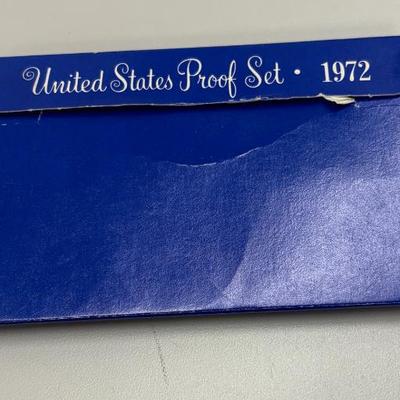 United States Proof Set • 1972